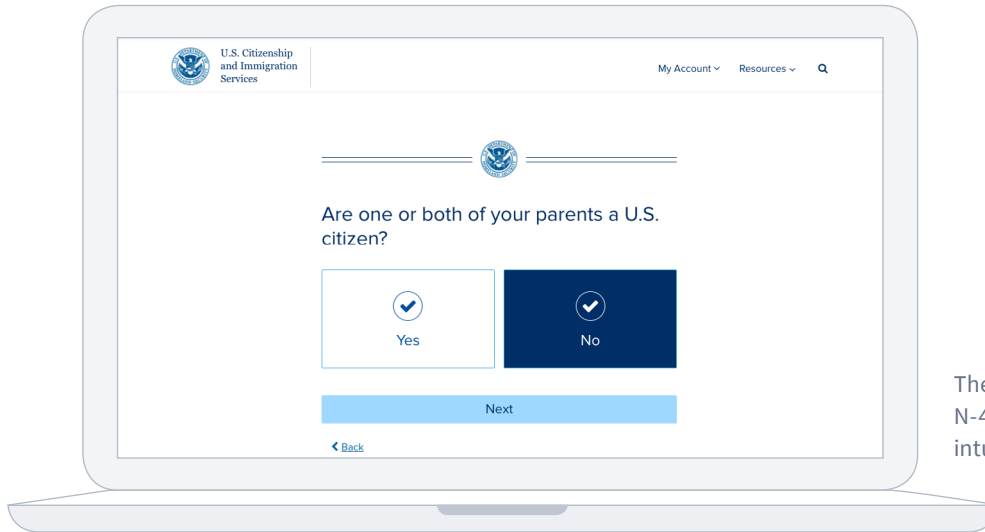 U.S. Citizenship
and Immigration
Services
My Account
Resources
Are one or both of your parents a U.S.
citizen?
Yes
No
Next
Back
The